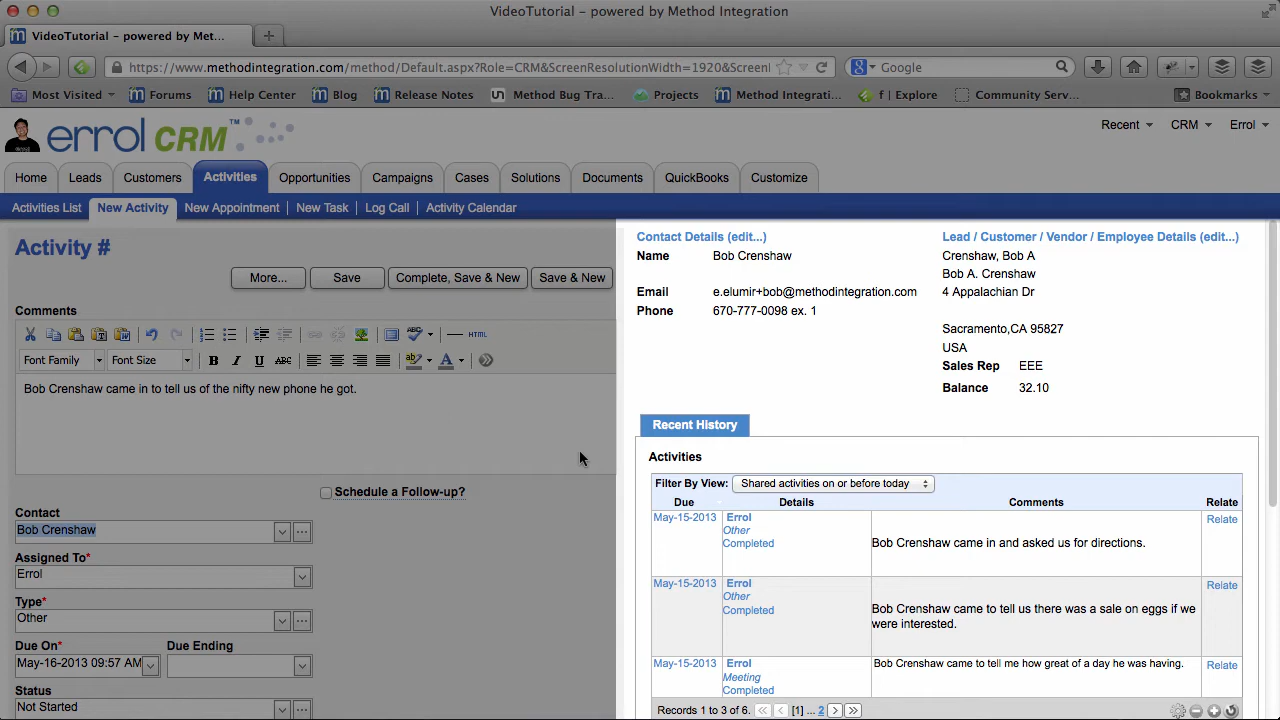 VideoTutorial - powered by Method Integration
VideoTutorial - powered by Met...
https://www.methodintegration.com/method/Default.aspx?Role=CRM&ScreenResolutionWidth=1920&Screenl
Google
Most Visited
Forums
Help Center
Blog
Release Notes
Method Bug Tra...
Projects
Method Integrati...
f | Explore
Community Serv...
Bookmarks
errol CRM™
Recent
CRM
Errol
Home
Leads
Customers
Activities
Opportunities
Campaigns
Cases
Solutions
Documents
QuickBooks
Customize
Activities List
New Activity
New Appointment
New Task
Log Call
Activity Calendar
Activity #
More...
Save
Complete, Save & New
Save & New
Comments
HTML
Font Family
Font Size
B I U ABC
ab
A
Bob Crenshaw came in to tell us of the nifty new phone he got.
Schedule a Follow-up?
Contact
Bob Crenshaw
Assigned To*
Errol
Type*
Other
Due On*
Due Ending
May-16-2013 09:57 AM
Status
Not Started
Contact Details (edit...)
Name Bob Crenshaw
Email e.elumir+bob@methodintegration.com
Phone 670-777-0098 ex. 1
Lead / Customer / Vendor / Employee Details (edit...)
Crenshaw, Bob A
Bob A. Crenshaw
4 Appalachian Dr
Sacramento,CA 95827
USA
Sales Rep EEE
Balance 32.10
Recent History
Activities
Filter By View: Shared activities on or before today
Due Details Comments Relate
May-15-2013 Errol
Other
Completed
Bob Crenshaw came in and asked us for directions.
Relate
May-15-2013 Errol
Other
Completed
Bob Crenshaw came to tell us there was a sale on eggs if we
were interested.
Relate
May-15-2013 Errol
Meeting
Completed
Bob Crenshaw came to tell me how great of a day he was having.
Relate
Records 1 to 3 of 6. [1] ... 2